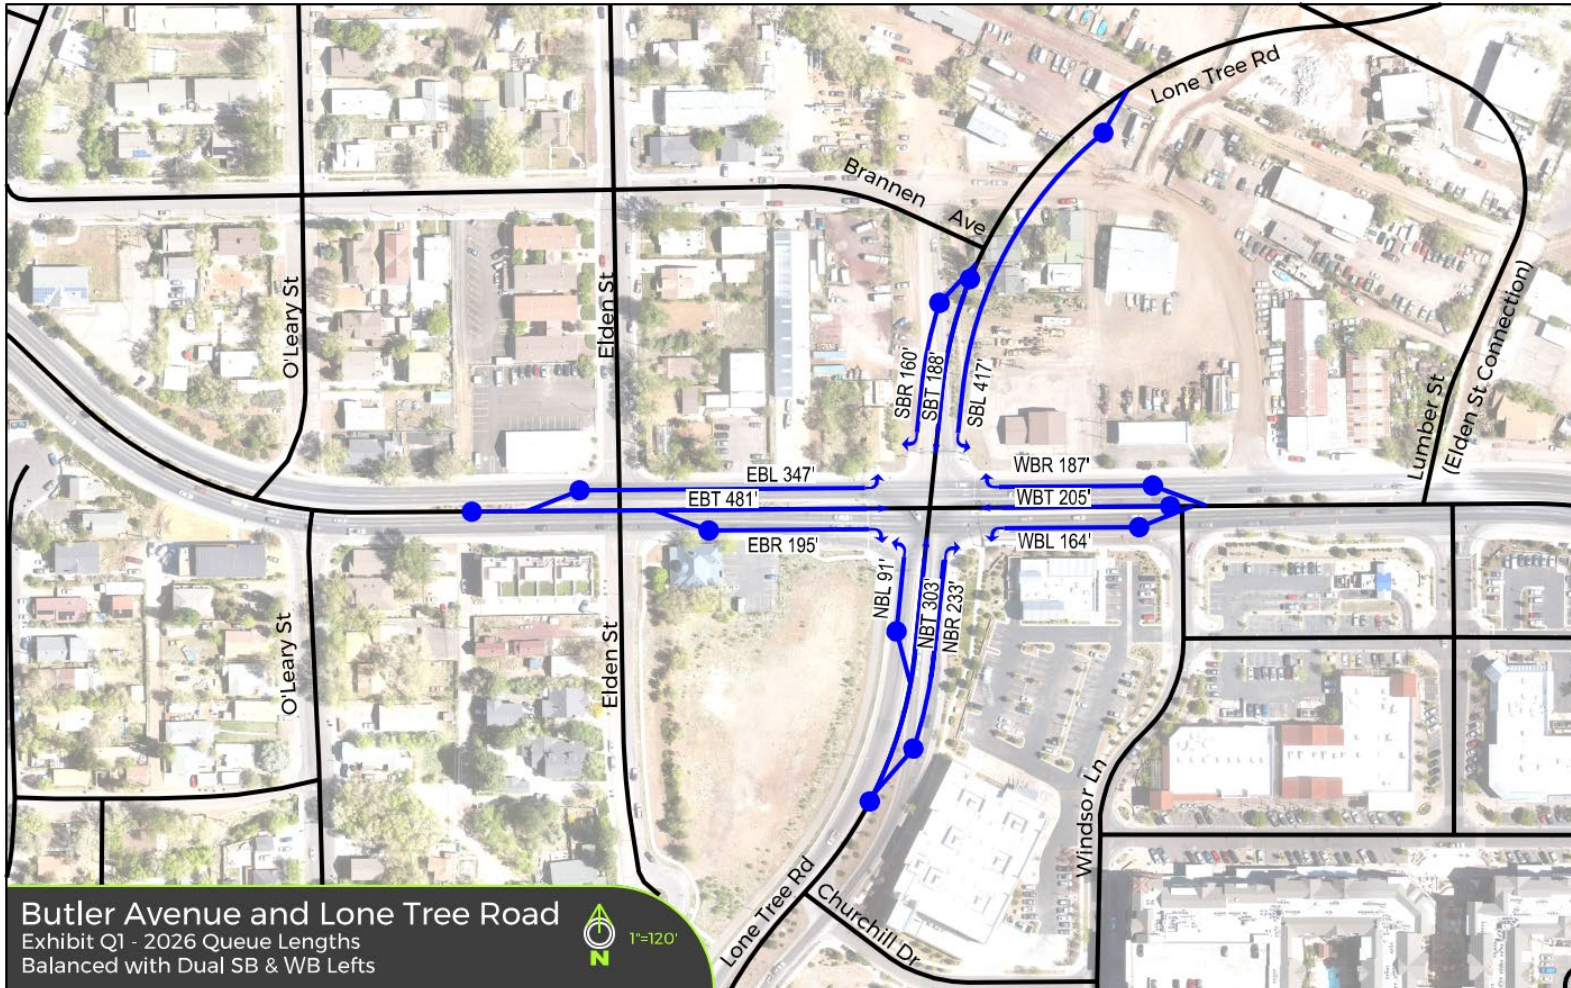 Lone Tree Rd
Brannen Ave
O'Leary St
Elden St
Lumber St
(Elden St Connection)
SBR 160'
SBT 188'
SBL 417'
EBL 347'
EBT 481'
EBR 195'
WBR 187'
WBT 205'
WBL 164'
NBL 91'
NBT 303'
NBR 233'
O'Leary St
Elden St
Windsor Ln
Lone Tree Rd
Churchill Dr
Butler Avenue and Lone Tree Road
Exhibit Q1 - 2026 Queue Lengths
Balanced with Dual SB & WB Lefts
N
1"=120'